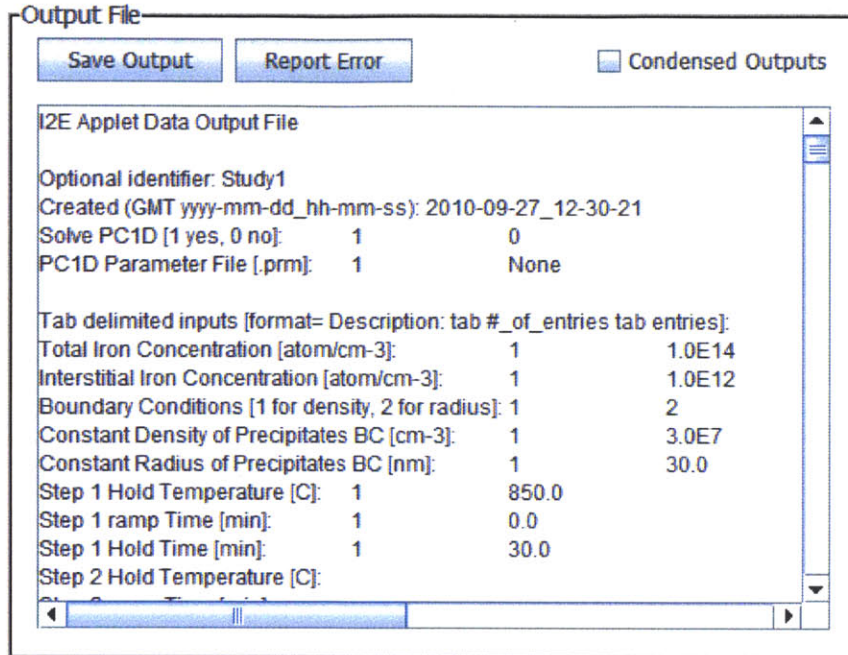 Output File
Save Output Report Error Condensed Outputs
I2E Applet Data Output File
Optional identifier: Study1
Created (GMT yyyy-mm-dd_hh-mm-ss): 2010-09-27_12-30-21
Solve PC1D [1 yes, 0 no]: 1 0
PC1D Parameter File [.prm]: 1 None
Tab delimited inputs [format= Description: tab #_of_entries tab entries]:
Total Iron Concentration [atom/cm-3]: 1 1.0E14
Interstitial Iron Concentration [atom/cm-3]: 1 1.0E12
Boundary Conditions [1 for density, 2 for radius]: 1 2
Constant Density of Precipitates BC [cm-3]: 1 3.0E7
Constant Radius of Precipitates BC [nm]: 1 30.0
Step 1 Hold Temperature [C]: 1 850.0
Step 1 ramp Time [min]: 1 0.0
Step 1 Hold Time [min]: 1 30.0
Step 2 Hold Temperature [C]: